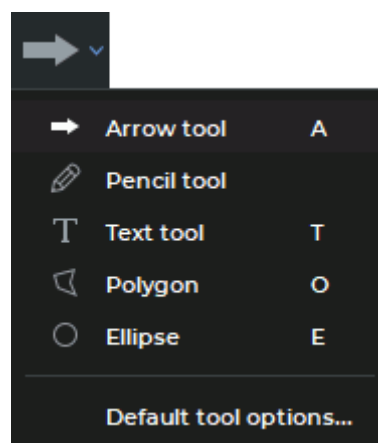 Arrow tool A
Pencil tool
Text tool T
Polygon O
Ellipse E
Default tool options...